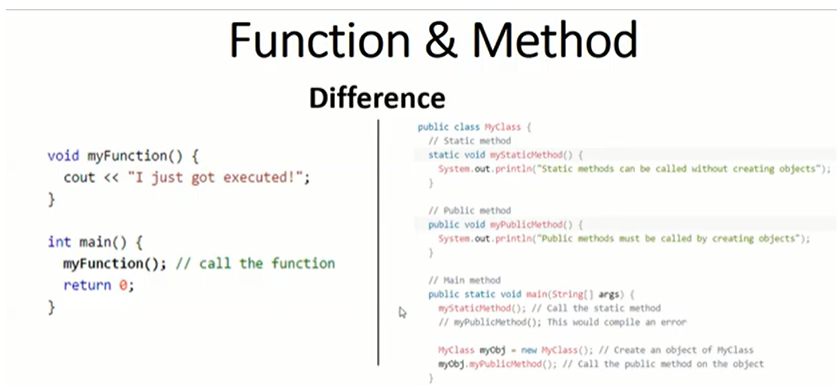 Function & Method
Difference
void myFunction() {
cout << "I just got executed!";
}
int main() {
myFunction(); // call the function
return 0;
}
public class MyClass {
// Static method
static void myStaticMethod() {
System.out.println("Static methods can be called without creating objects");
}
// Public method
public void myPublicMethod() {
System.out.println("Public methods must be called by creating objects");
}
// Main method
public static void main(String[] args) {
myStaticMethod(); // Call the static method
// myPublicMethod(); This would compile an error
MyClass myObj = new MyClass(); // Create an object of MyClass
myObj.myPublicMethod(); // Call the public method on the object
}